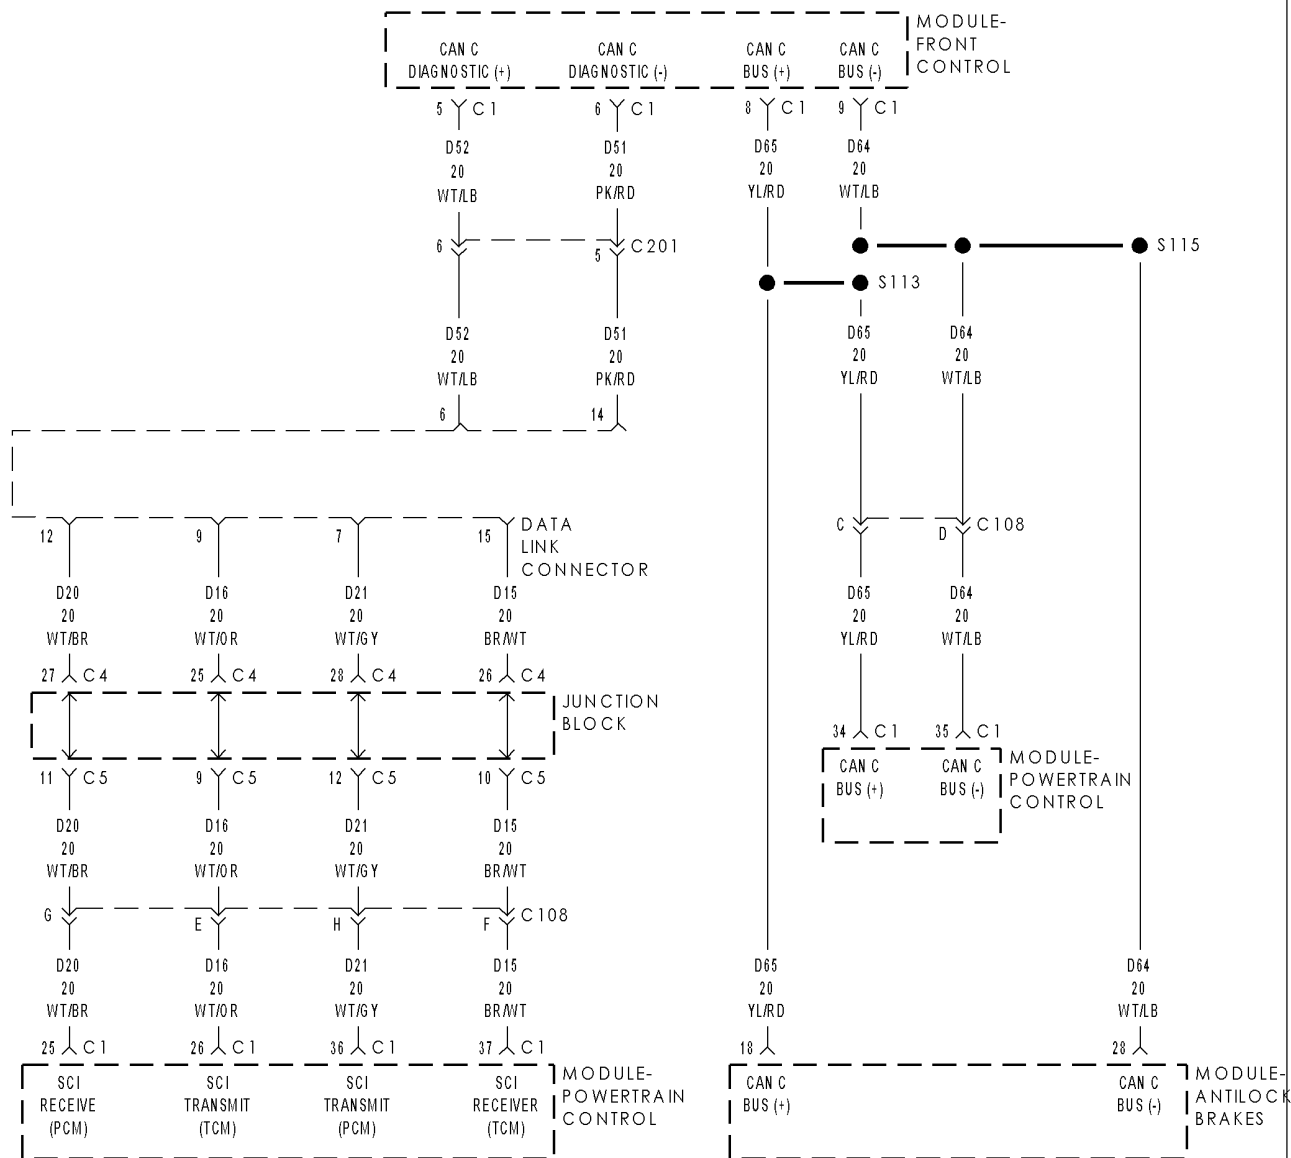 MODULE-
FRONT
CONTROL
CAN C
DIAGNOSTIC (+)
CAN C
DIAGNOSTIC (-)
CAN C
BUS (+)
CAN C
BUS (-)
5 C1
6 C1
8 C1
9 C1
D52
20
WT/LB
D51
20
PK/RD
D65
20
YL/RD
D64
20
WT/LB
6
5
C201
S115
S113
D52
20
WT/LB
D51
20
PK/RD
D65
20
YL/RD
D64
20
WT/LB
6
14
12
9
7
15
DATA
LINK
CONNECTOR
C
D
C108
D20
20
WT/BR
D16
20
WT/OR
D21
20
WT/GY
D15
20
BR/WT
D65
20
YL/RD
D64
20
WT/LB
27 C4
25 C4
28 C4
26 C4
JUNCTION
BLOCK
34 C1
35 C1
CAN C
BUS (+)
CAN C
BUS (-)
MODULE-
POWERTRAIN
CONTROL
11 C5
9 C5
12 C5
10 C5
D20
20
WT/BR
D16
20
WT/OR
D21
20
WT/GY
D15
20
BR/WT
G
E
H
F
C108
D20
20
WT/BR
D16
20
WT/OR
D21
20
WT/GY
D15
20
BR/WT
D65
20
YL/RD
D64
20
WT/LB
25 C1
26 C1
36 C1
37 C1
18
28
SCI
RECEIVE
(PCM)
SCI
TRANSMIT
(TCM)
SCI
TRANSMIT
(PCM)
SCI
RECEIVER
(TCM)
MODULE-
POWERTRAIN
CONTROL
CAN C
BUS (+)
CAN C
BUS (-)
MODULE-
ANTILOCK
BRAKES